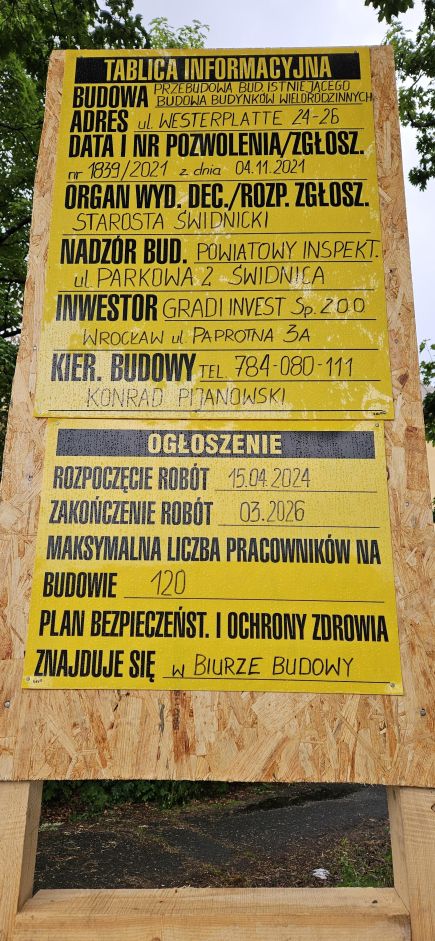 TABLICA INFORMACYJNA
BUDOWA PRZEBUDOWA BUD. ISTNIEJĄCEGO
BUDOWA BUDYNKÓW WIELORODZINNYCH
ADRES ul. WESTERPLATTE 24-26
DATA I NR POZWOLENIA/ZGŁOSZ.
nr 1839/2021 z dnia 04.11.2021
ORGAN WYD. DEC./ROZP. ZGŁOSZ.
STAROSTA ŚWIDNICKI
NADZÓR BUD. POWIATOWY INSPEKT.
ul. PARKOWA 2 ŚWIDNICA
INWESTOR GRADI INVEST Sp. Z O O
WROCŁAW ul. PAPROTNA 3A
KIER. BUDOWY TEL. 784-080-111
KONRAD PIJANOWSKI
OGŁOSZENIE
ROZPOCZĘCIE ROBÓT 15.04.2024
ZAKOŃCZENIE ROBÓT 03.2026
MAKSYMALNA LICZBA PRACOWNIKÓW NA
BUDOWIE 120
PLAN BEZPIECZEŃST. I OCHRONY ZDROWIA
ZNAJDUJE SIĘ w BIURZE BUDOWY